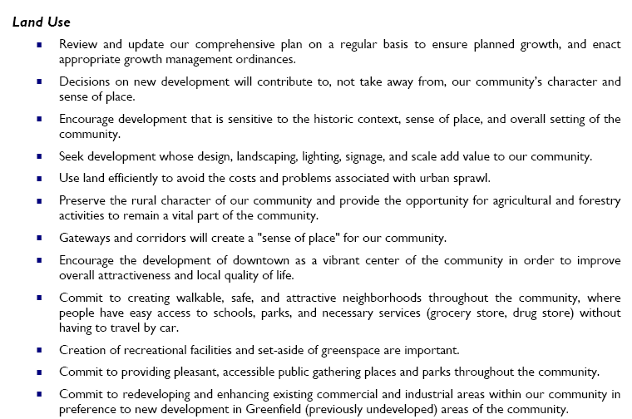 Land Use
▪ Review and update our comprehensive plan on a regular basis to ensure planned growth, and enact
appropriate growth management ordinances.
▪ Decisions on new development will contribute to, not take away from, our community's character and
sense of place.
▪ Encourage development that is sensitive to the historic context, sense of place, and overall setting of the
community.
▪ Seek development whose design, landscaping, lighting, signage, and scale add value to our community.
▪ Use land efficiently to avoid the costs and problems associated with urban sprawl.
▪ Preserve the rural character of our community and provide the opportunity for agricultural and forestry
activities to remain a vital part of the community.
▪ Gateways and corridors will create a "sense of place" for our community.
▪ Encourage the development of downtown as a vibrant center of the community in order to improve
overall attractiveness and local quality of life.
▪ Commit to creating walkable, safe, and attractive neighborhoods throughout the community, where
people have easy access to schools, parks, and necessary services (grocery store, drug store) without
having to travel by car.
▪ Creation of recreational facilities and set-aside of greenspace are important.
▪ Commit to providing pleasant, accessible public gathering places and parks throughout the community.
▪ Commit to redeveloping and enhancing existing commercial and industrial areas within our community in
preference to new development in Greenfield (previously undeveloped) areas of the community.